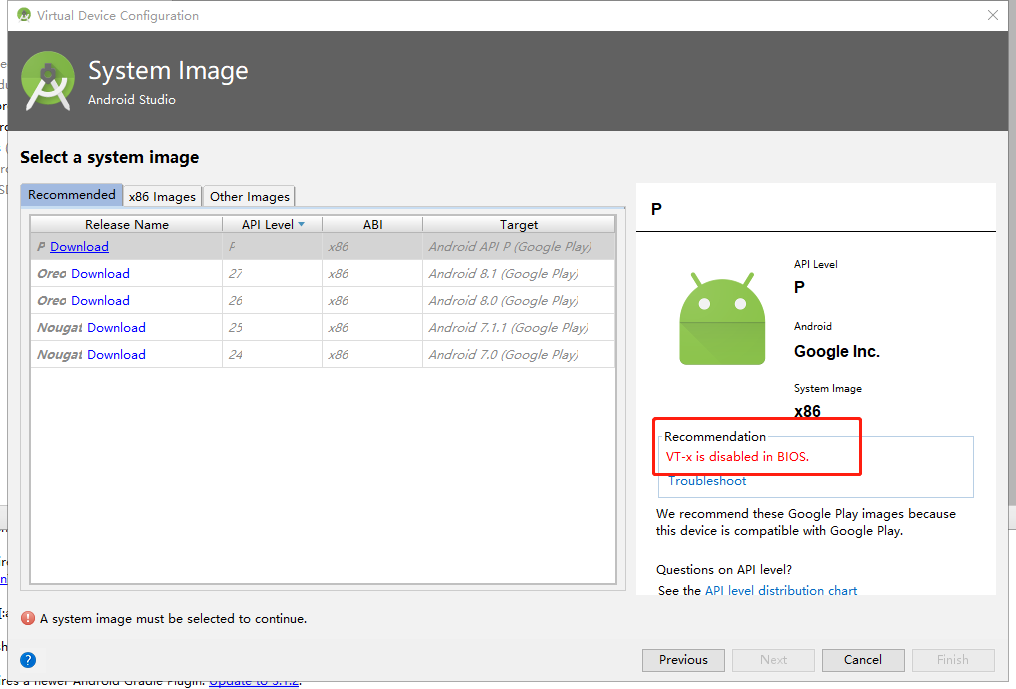 Virtual Device Configuration
System Image
Android Studio
Select a system image
Recommended x86 Images Other Images
Release Name API Level ABI Target
P Download P x86 Android API P (Google Play)
Oreo Download 27 x86 Android 8.1 (Google Play)
Oreo Download 26 x86 Android 8.0 (Google Play)
Nougat Download 25 x86 Android 7.1.1 (Google Play)
Nougat Download 24 x86 Android 7.0 (Google Play)
P
API Level
P
Android
Google Inc.
System Image
x86
Recommendation
VT-x is disabled in BIOS.
Troubleshoot
We recommend these Google Play images because
this device is compatible with Google Play.
Questions on API level?
See the API level distribution chart
A system image must be selected to continue.
? Previous Next Cancel Finish
res a newer Android Gradle Plugin. Update to 3.1.2.